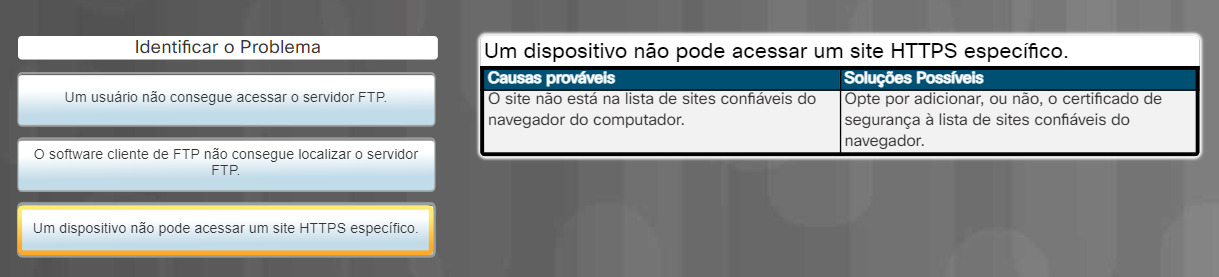 Identificar o Problema
Um usuário não consegue acessar o servidor FTP.
O software cliente de FTP não consegue localizar o servidor
FTP.
Um dispositivo não pode acessar um site HTTPS específico.
Um dispositivo não pode acessar um site HTTPS específico.
Causas prováveis
O site não está na lista de sites confiáveis do
navegador do computador.
Soluções Possíveis
Opte por adicionar, ou não, o certificado de
segurança à lista de sites confiáveis do
navegador.